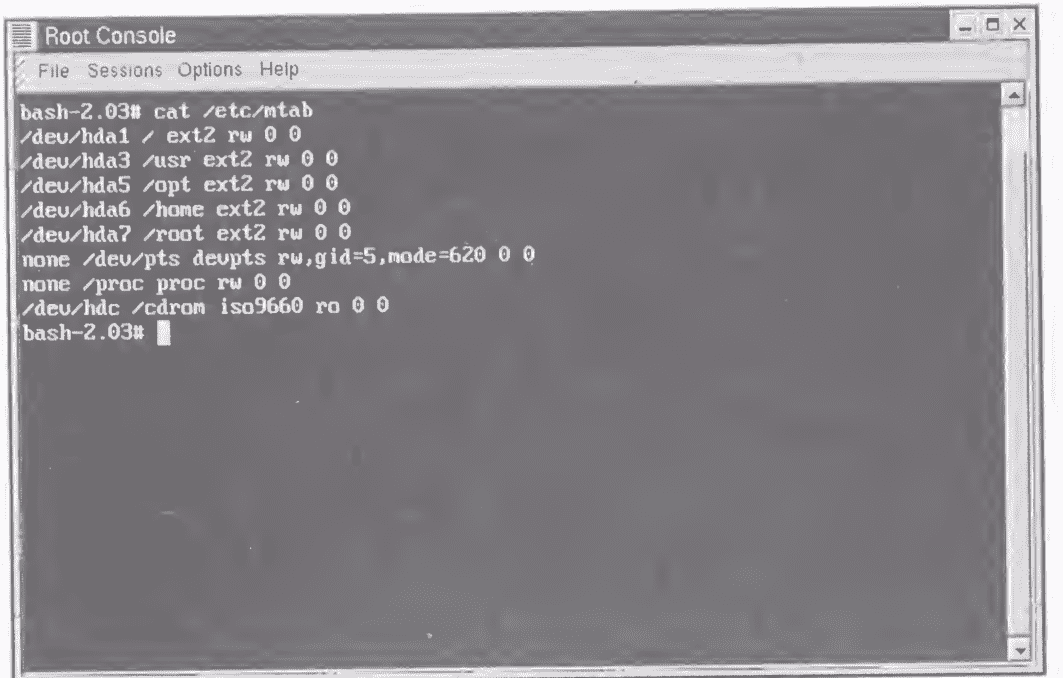 Root Console
File Sessions Options Help
bash-2.03# cat /etc/mtab
/dev/hda1 / ext2 rw 0 0
/dev/hda3 /usr ext2 rw 0 0
/dev/hda5 /opt ext2 rw 0 0
/dev/hda6 /home ext2 rw 0 0
/dev/hda7 /root ext2 rw 0 0
none /dev/pts devpts rw,gid=5,mode=620 0 0
none /proc proc rw 0 0
/dev/hdc /cdrom iso9660 ro 0 0
bash-2.03#